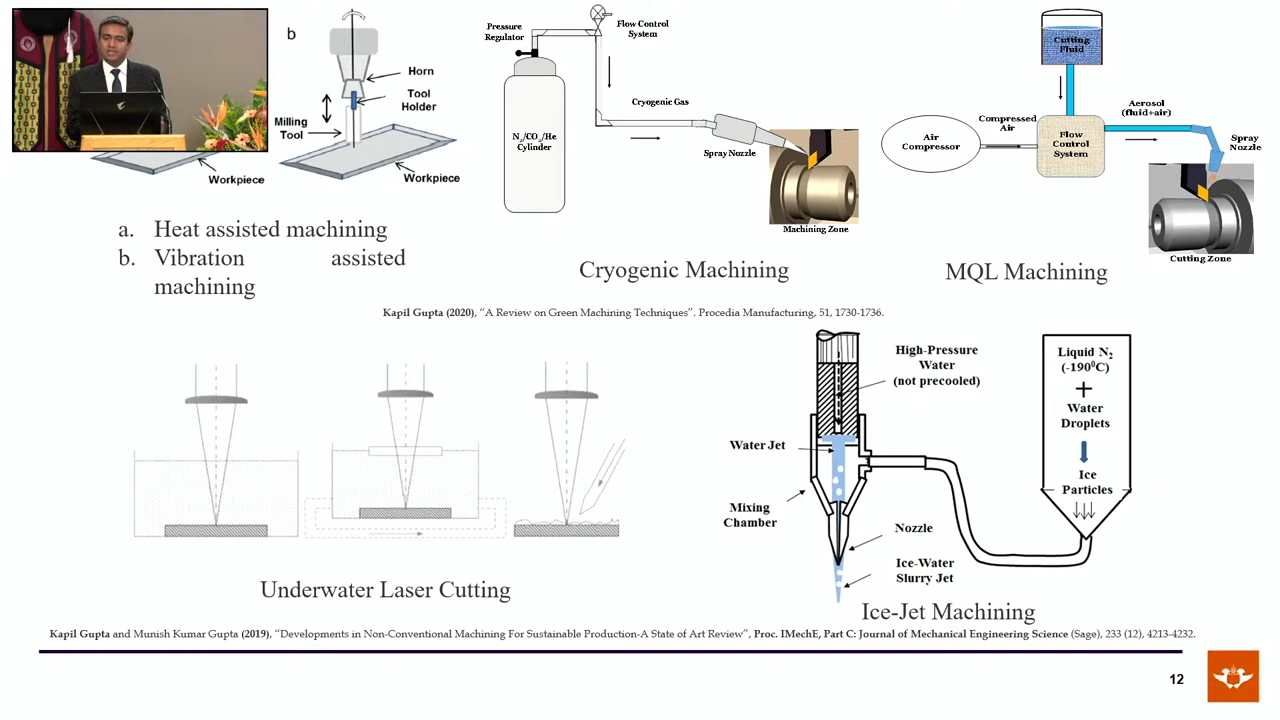 b
Horn
Tool
Holder
Milling
Tool
Workpiece
Workpiece
a. Heat assisted machining
b. Vibration assisted
machining
Pressure
Regulator
Flow Control
System
Cryogenic Gas
N₂/CO₂/He
Cylinder
Spray Nozzle
Machining Zone
Cryogenic Machining
Cutting
Fluid
Aerosol
(fluid+air)
Compressed
Air
Air
Compressor
Flow
Control
System
Spray
Nozzle
Cutting Zone
MQL Machining
Kapil Gupta (2020), “A Review on Green Machining Techniques”. Procedia Manufacturing, 51, 1730-1736.
Underwater Laser Cutting
High-Pressure
Water
(not precooled)
Water Jet
Mixing
Chamber
Nozzle
Ice-Water
Slurry Jet
Liquid N₂
(-190⁰C)
+
Water
Droplets
Ice
Particles
Ice-Jet Machining
Kapil Gupta and Munish Kumar Gupta (2019), “Developments in Non-Conventional Machining For Sustainable Production-A State of Art Review”, Proc. IMechE, Part C: Journal of Mechanical Engineering Science (Sage), 233 (12), 4213-4232.
12